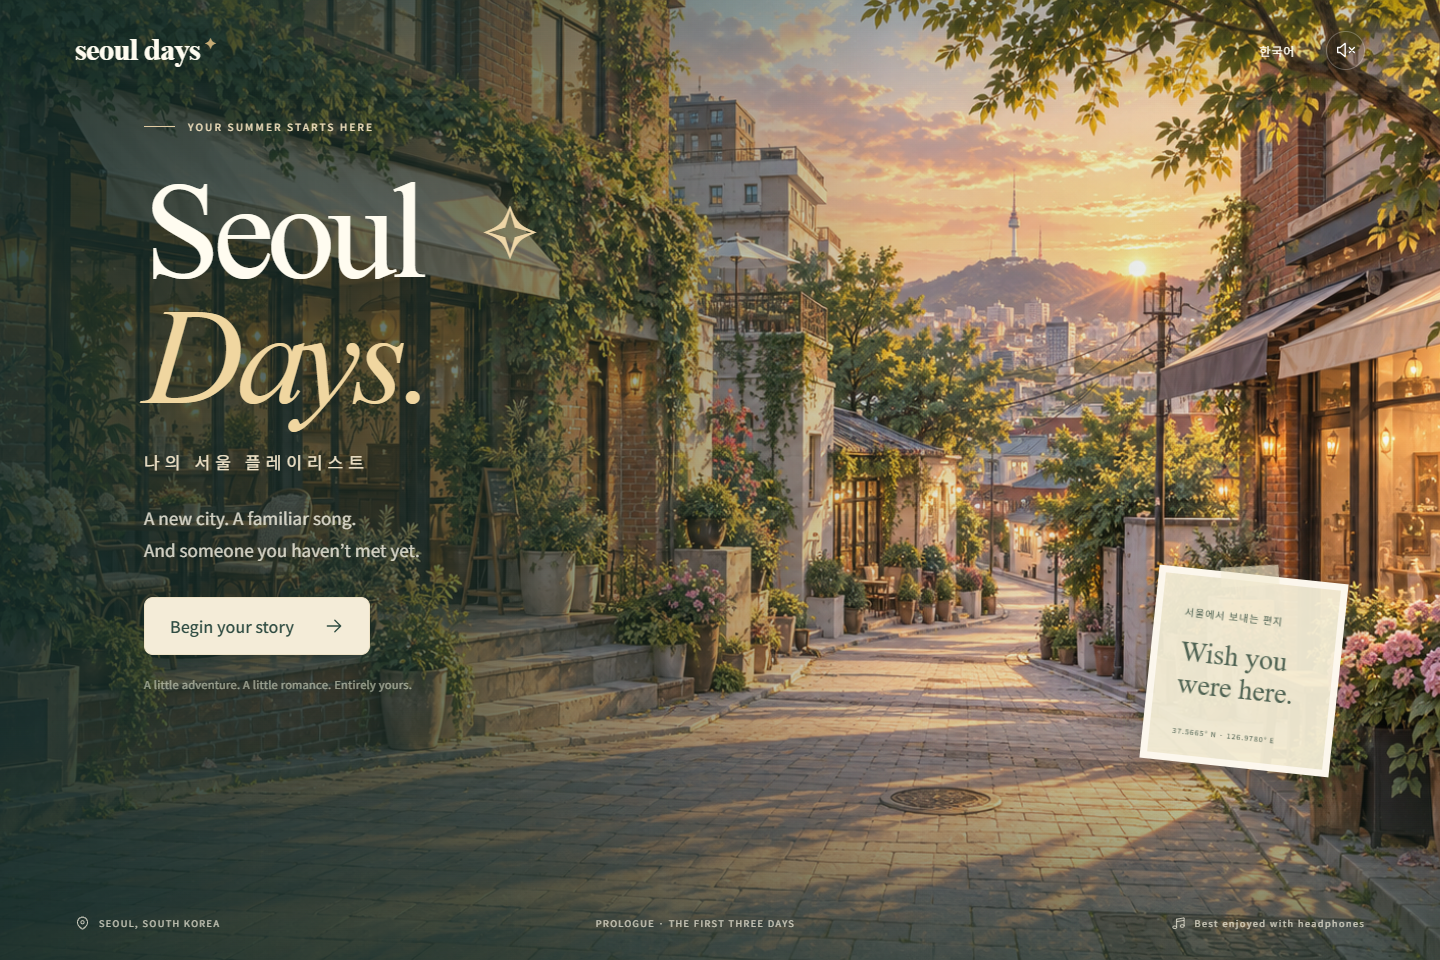 seoul days
한국어
YOUR SUMMER STARTS HERE
Seoul
Days.
나의 서울 플레이리스트
A new city. A familiar song.
And someone you haven’t met yet.
Begin your story
A little adventure. A little romance. Entirely yours.
서울에서 보내는 편지
Wish you
were here.
37.5665° N · 126.9780° E
SEOUL, SOUTH KOREA
PROLOGUE · THE FIRST THREE DAYS
Best enjoyed with headphones